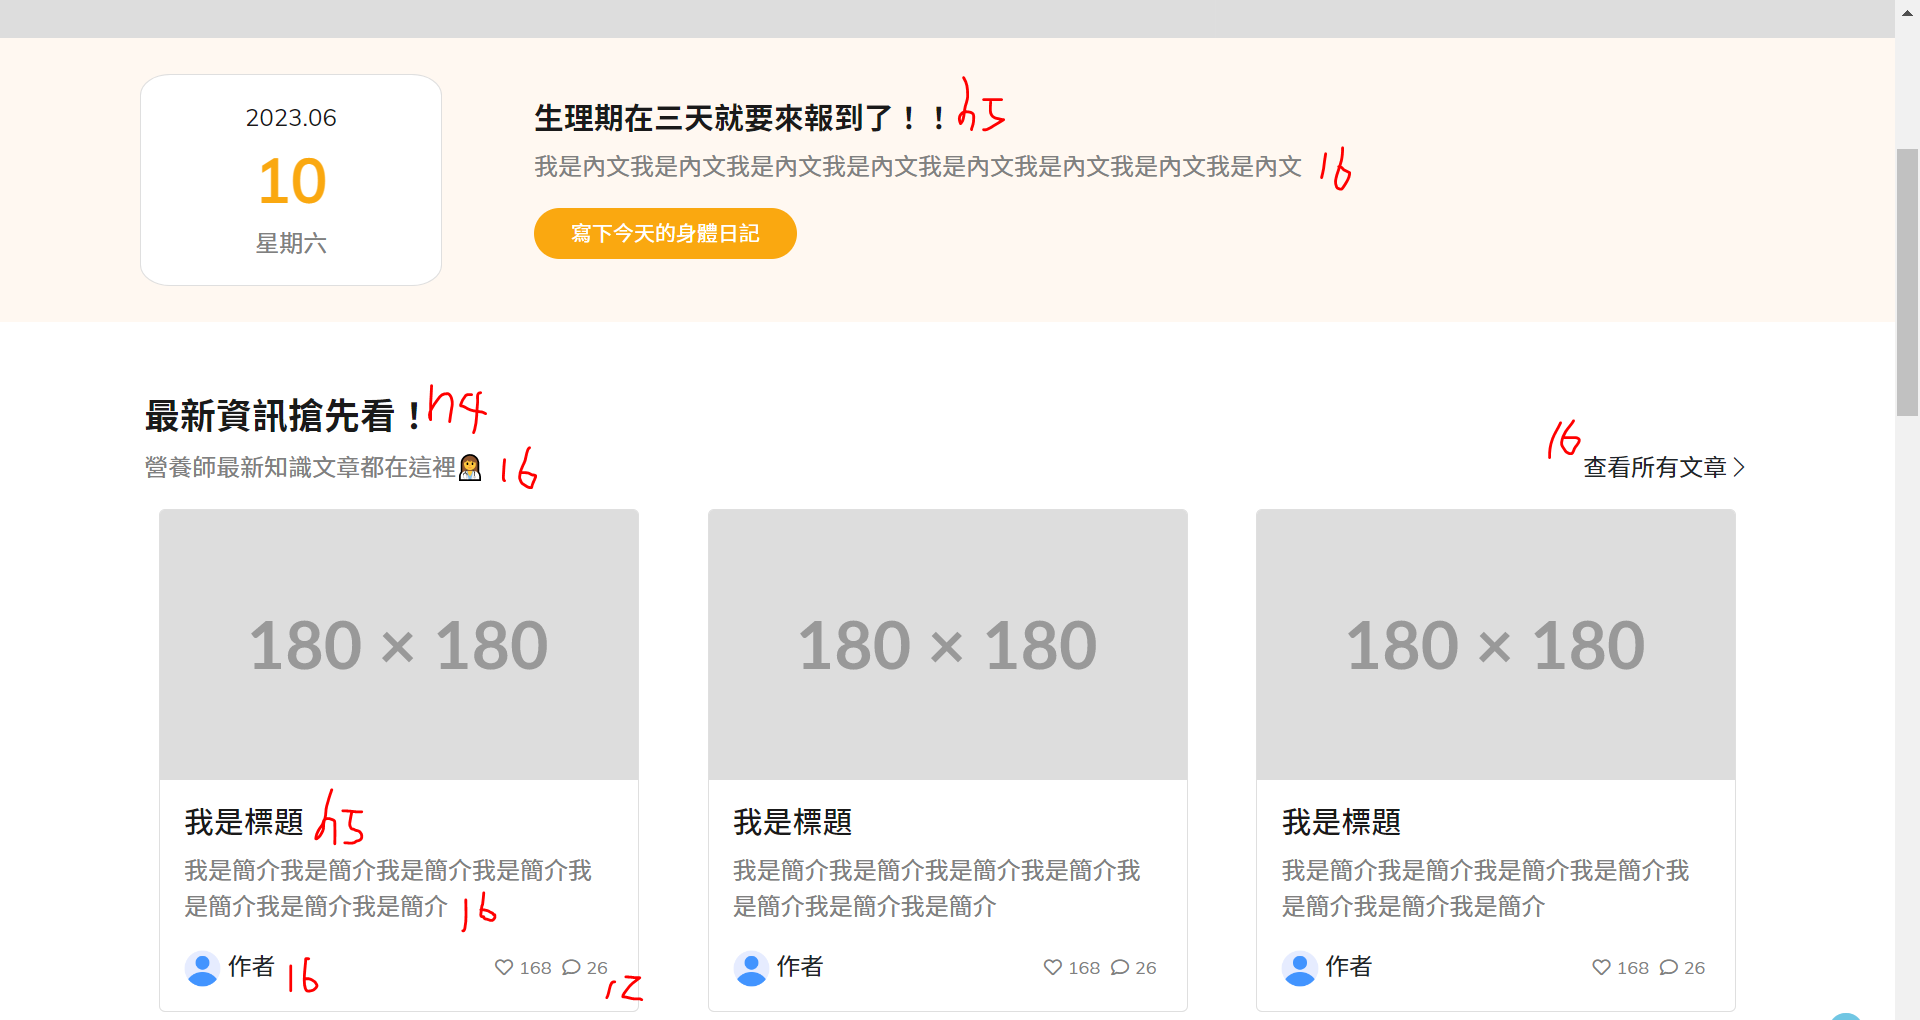 2023.06
10
星期六
生理期在三天就要來報到了！！ h5
我是內文我是內文我是內文我是內文我是內文我是內文我是內文我是內文 16
寫下今天的身體日記
最新資訊搶先看！ h4
營養師最新知識文章都在這裡👩‍⚕️ 16
16 查看所有文章 >
180 × 180
我是標題 h5
我是簡介我是簡介我是簡介我是簡介我
是簡介我是簡介我是簡介 16
作者 16 168 26 12
180 × 180
我是標題
我是簡介我是簡介我是簡介我是簡介我
是簡介我是簡介我是簡介
作者 168 26
180 × 180
我是標題
我是簡介我是簡介我是簡介我是簡介我
是簡介我是簡介我是簡介
作者 168 26